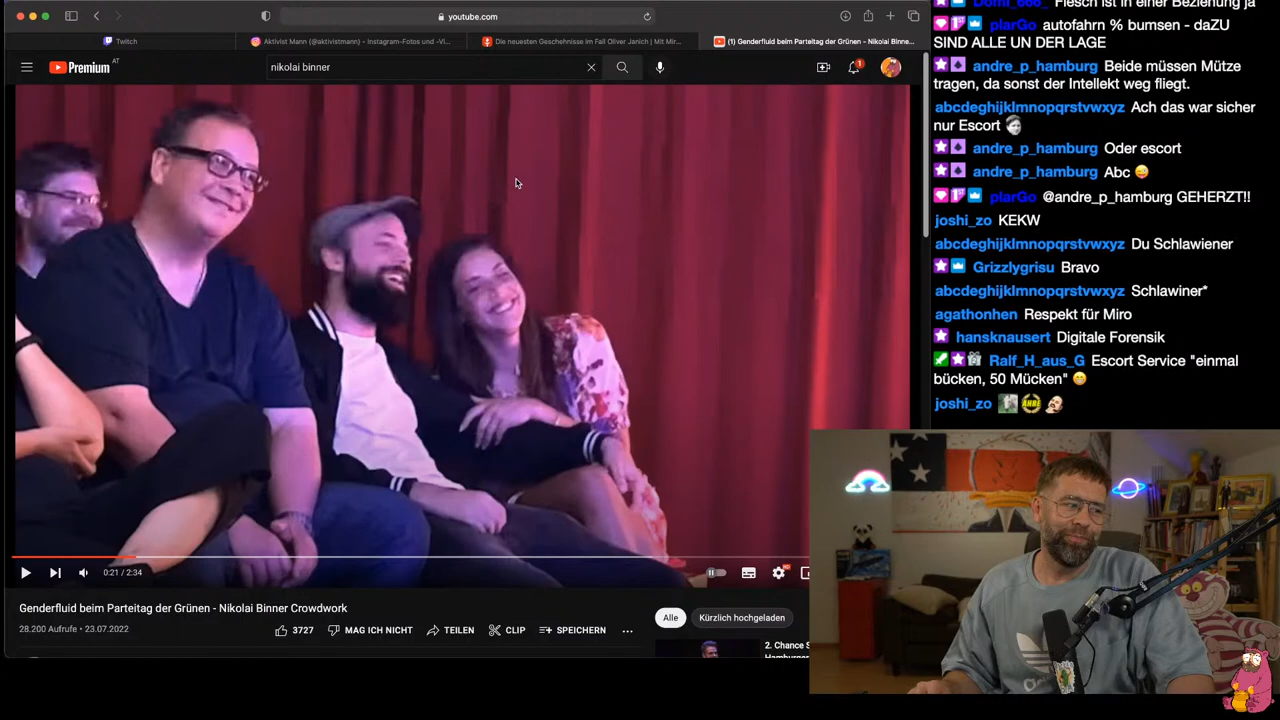 youtube.com
Twitch
Aktivist Mann (@aktivistmann) • Instagram-Fotos und -Vi...
Die neuesten Geschehnisse im Fall Oliver Janich | Mit Mir...
(1) Genderfluid beim Parteitag der Grünen - Nikolai Binne...
Premium AT
nikolai binner
1
0:21 / 2:34
Genderfluid beim Parteitag der Grünen - Nikolai Binner Crowdwork
28.200 Aufrufe • 23.07.2022
3727
MAG ICH NICHT
TEILEN
CLIP
SPEICHERN
Alle
Kürzlich hochgeladen
2. Chance S
Hamburger
Domi_666_ Flesch ist in einer Beziehung ja
plarGo autofahrn % bumsen - daZU
SIND ALLE UN DER LAGE
andre_p_hamburg Beide müssen Mütze
tragen, da sonst der Intellekt weg fliegt.
abcdeghijklmnopqrstvwxyz Ach das war sicher
nur Escort
andre_p_hamburg Oder escort
andre_p_hamburg Abc 😜
plarGo @andre_p_hamburg GEHERZT!!
joshi_zo KEKW
abcdeghijklmnopqrstvwxyz Du Schlawiener
Grizzlygrisu Bravo
abcdeghijklmnopqrstvwxyz Schlawiner*
agathonhen Respekt für Miro
hansknausert Digitale Forensik
Ralf_H_aus_G Escort Service "einmal
bücken, 50 Mücken" 😁
joshi_zo